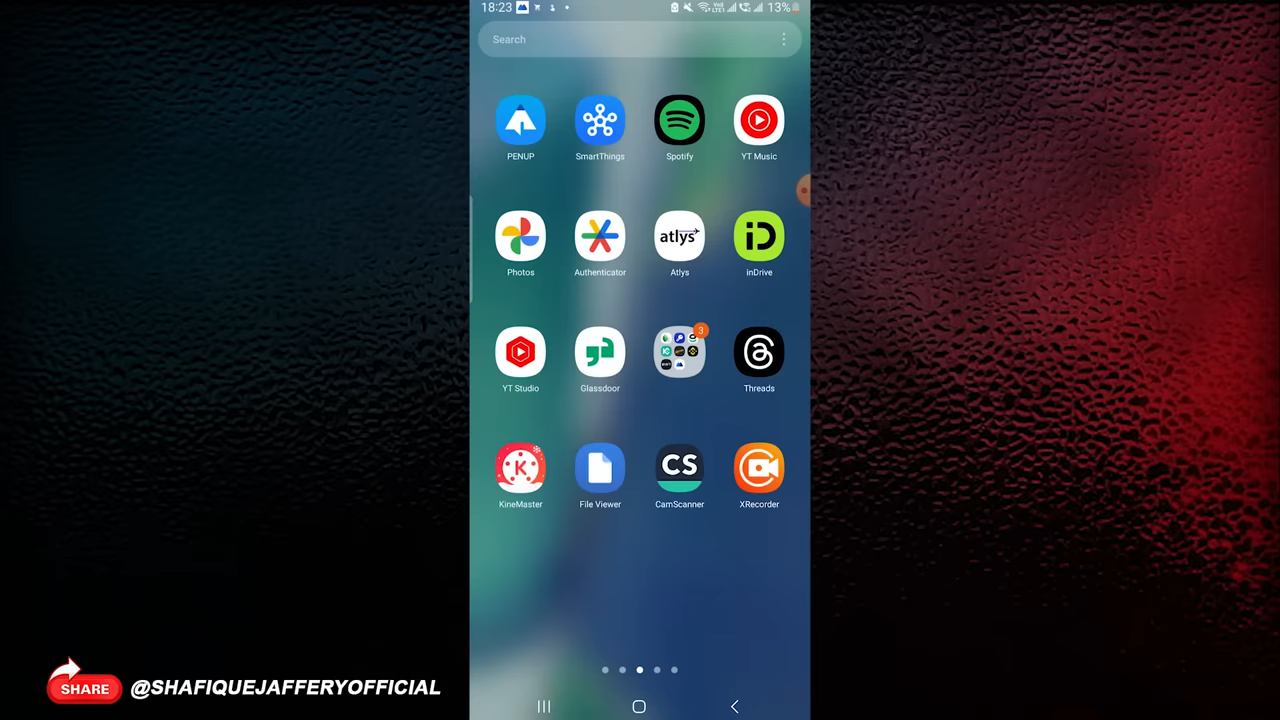 18:23
13%
Search
PENUP SmartThings Spotify YT Music
atlys iD
Photos Authenticator Atlys inDrive
3
YT Studio Glassdoor Threads
K CS
KineMaster File Viewer CamScanner XRecorder
SHARE @SHAFIQUEJAFFERYOFFICIAL